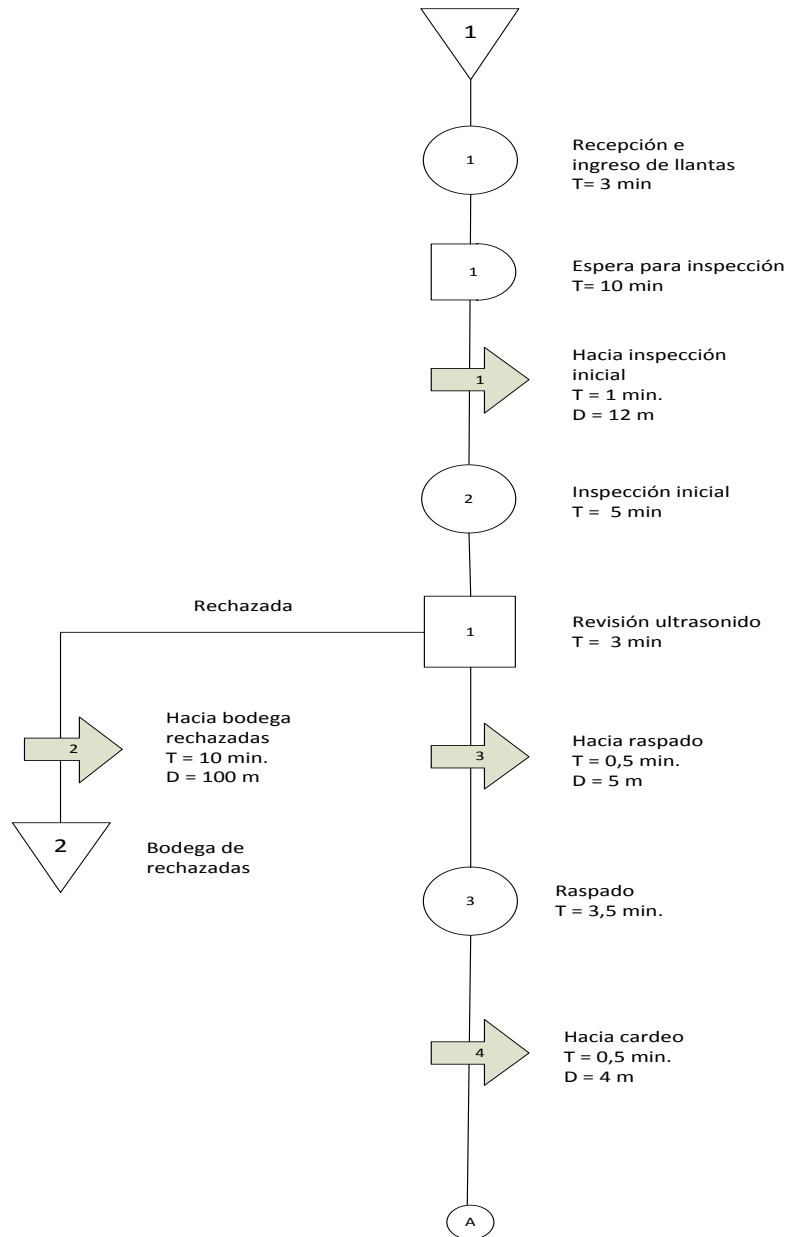 1
1
Recepción e
ingreso de llantas
T= 3 min
1
Espera para inspección
T= 10 min
1
Hacia inspección
inicial
T = 1 min.
D = 12 m
2
Inspección inicial
T =  5 min
Rechazada
1
Revisión ultrasonido
T =  3 min
2
Hacia bodega
rechazadas
T = 10 min.
D = 100 m
3
Hacia raspado
T = 0,5 min.
D = 5 m
2
Bodega de
rechazadas
3
Raspado
T = 3,5 min.
4
Hacia cardeo
T = 0,5 min.
D = 4 m
A